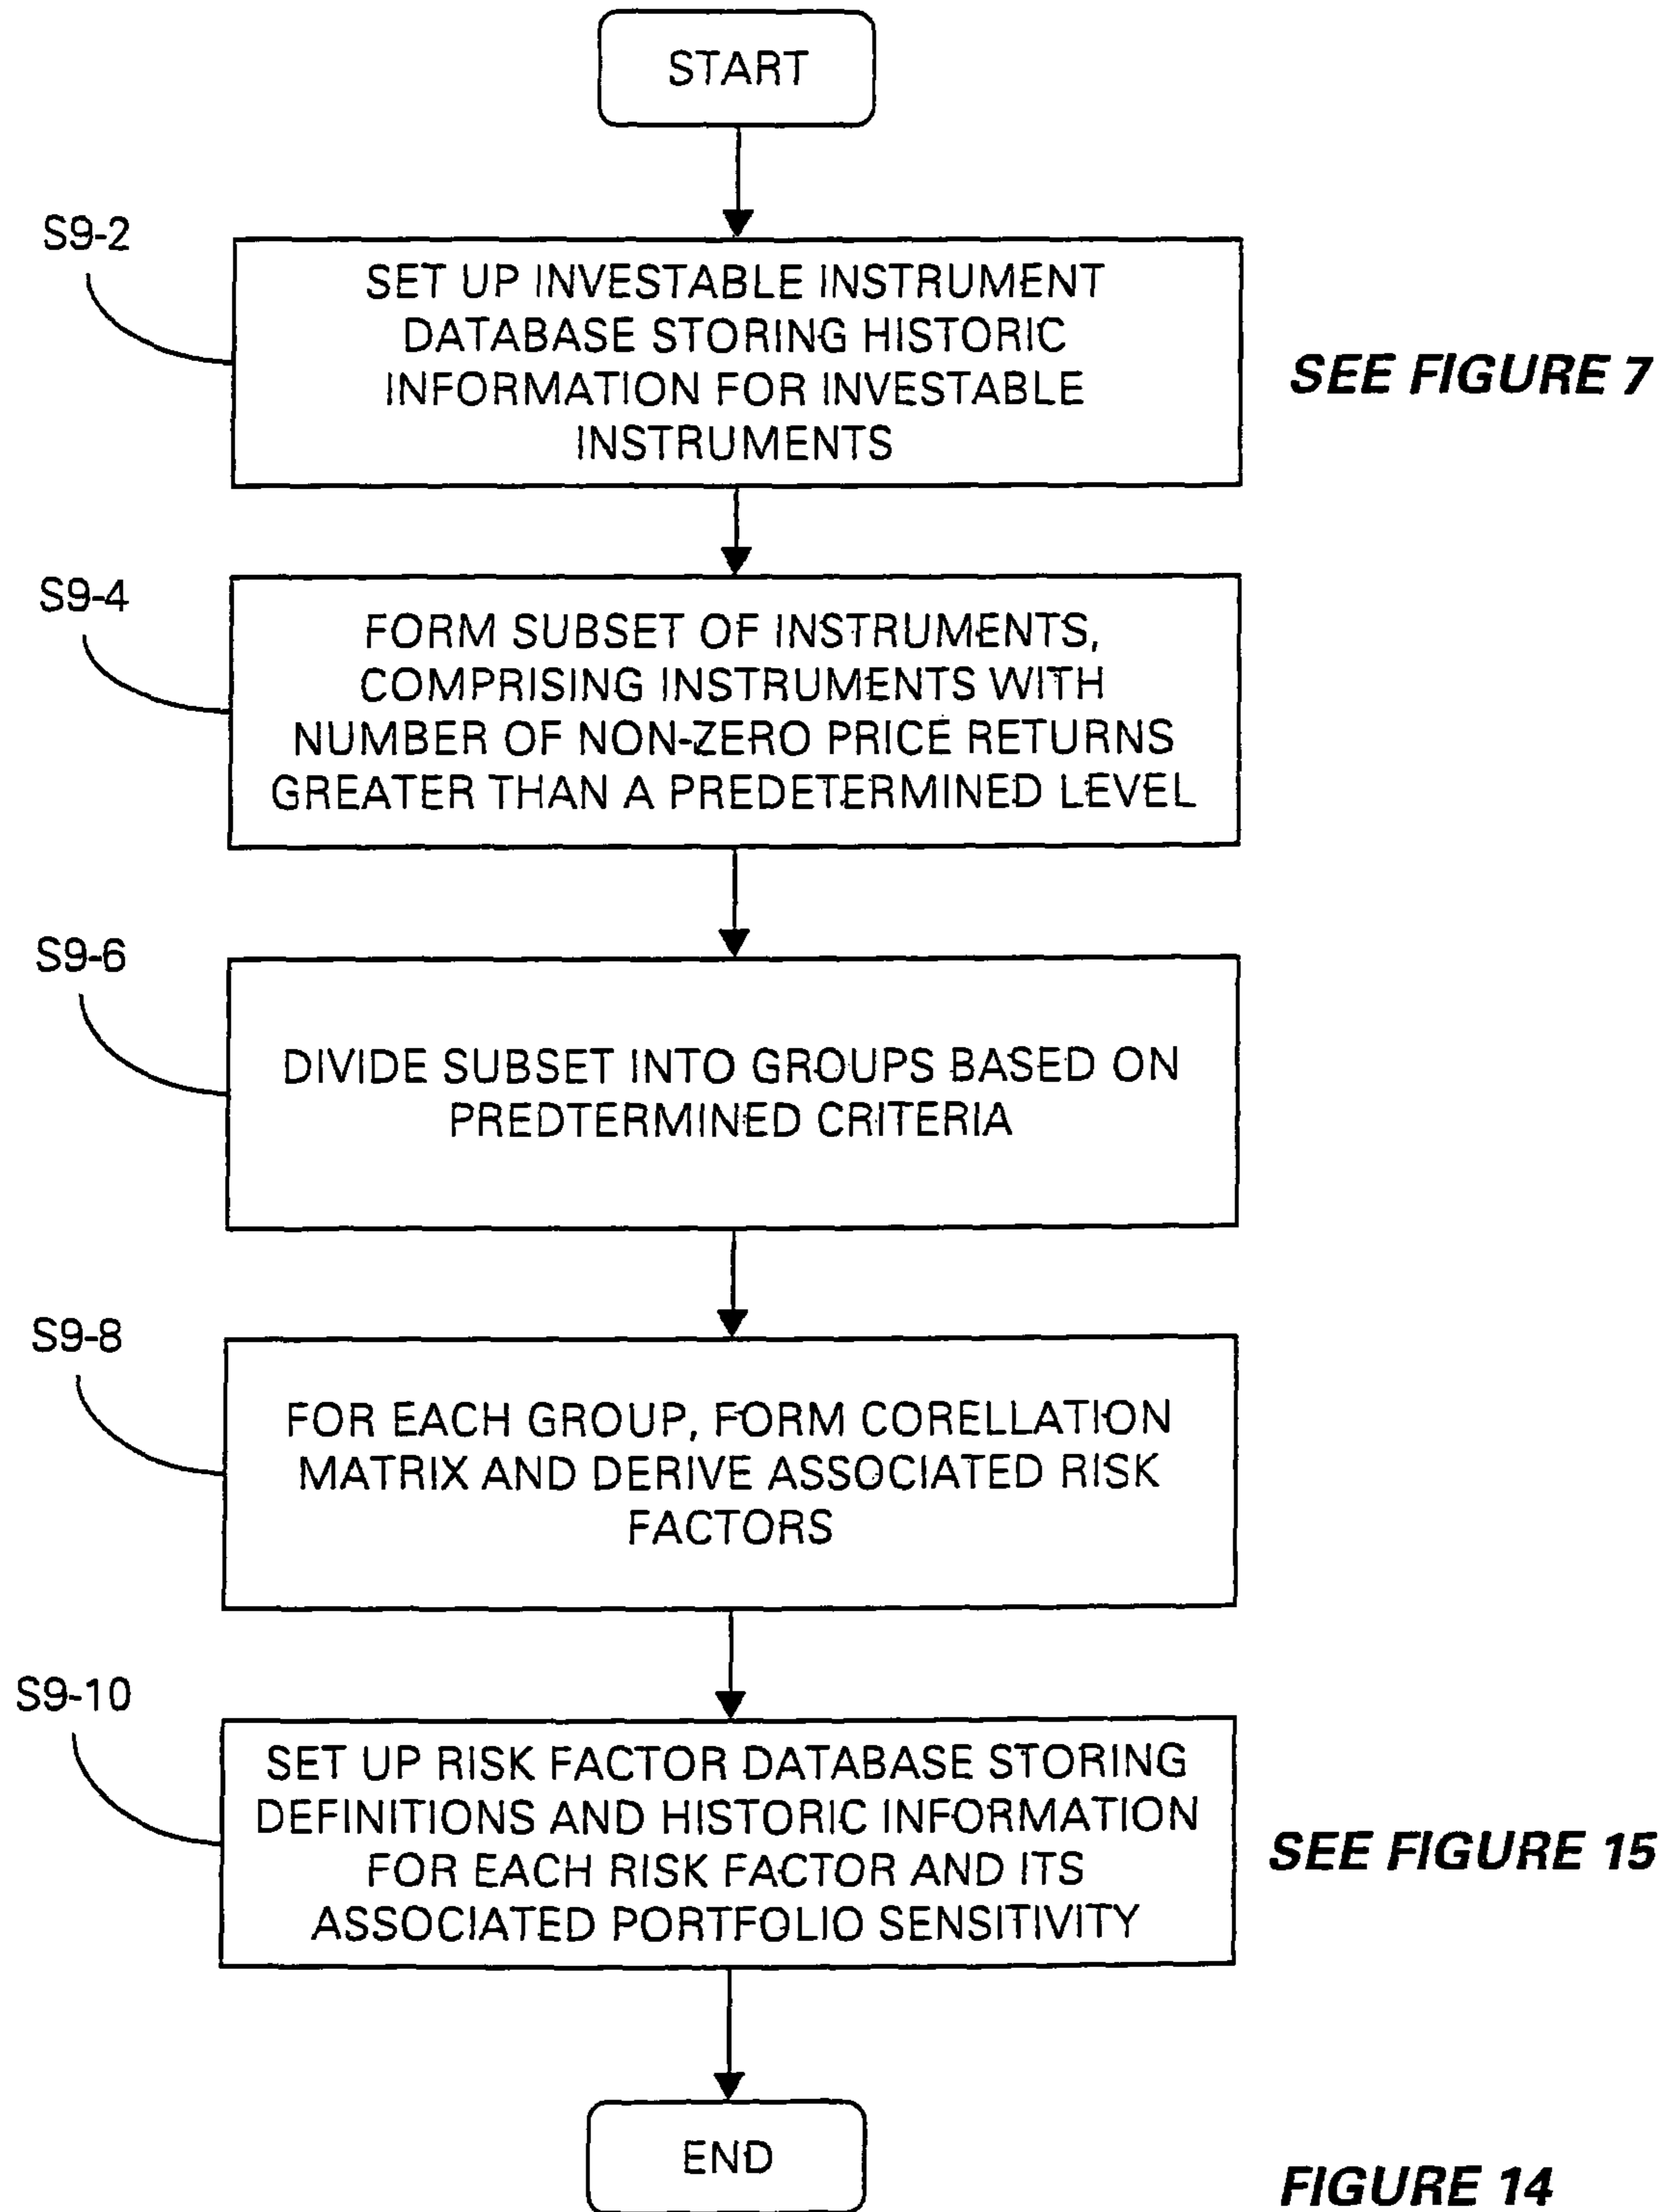 START
S9-2
SET UP INVESTABLE INSTRUMENT
DATABASE STORING HISTORIC
INFORMATION FOR INVESTABLE
INSTRUMENTS
SEE FIGURE 7
S9-4
FORM SUBSET OF INSTRUMENTS,
COMPRISING INSTRUMENTS WITH
NUMBER OF NON-ZERO PRICE RETURNS
GREATER THAN A PREDETERMINED LEVEL
S9-6
DIVIDE SUBSET INTO GROUPS BASED ON
PREDTERMINED CRITERIA
S9-8
FOR EACH GROUP, FORM CORELLATION
MATRIX AND DERIVE ASSOCIATED RISK
FACTORS
S9-10
SET UP RISK FACTOR DATABASE STORING
DEFINITIONS AND HISTORIC INFORMATION
FOR EACH RISK FACTOR AND ITS
ASSOCIATED PORTFOLIO SENSITIVITY
SEE FIGURE 15
END
FIGURE 14